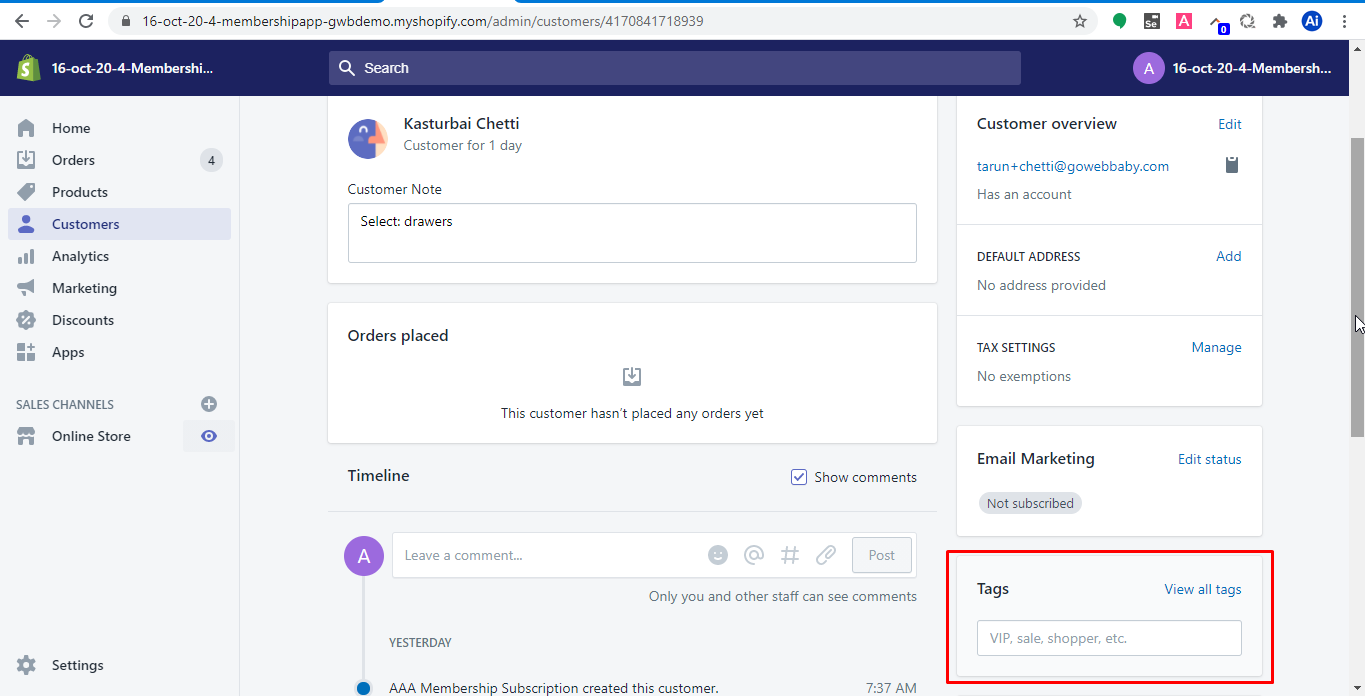 16-oct-20-4-membershipapp-gwbdemo.myshopify.com/admin/customers/4170841718939
Se
A
0
Ai
16-oct-20-4-Membershi...
Search
A
16-oct-20-4-Membersh...
Home
Orders
4
Products
Customers
Analytics
Marketing
Discounts
Apps
SALES CHANNELS
Online Store
Settings
Kasturbai Chetti
Customer for 1 day
Customer Note
Select: drawers
Orders placed
This customer hasn't placed any orders yet
Timeline
Show comments
A
Leave a comment...
Post
Only you and other staff can see comments
YESTERDAY
AAA Membership Subscription created this customer.
7:37 AM
Customer overview
Edit
tarun+chetti@gowebbaby.com
Has an account
DEFAULT ADDRESS
Add
No address provided
TAX SETTINGS
Manage
No exemptions
Email Marketing
Edit status
Not subscribed
Tags
View all tags
VIP, sale, shopper, etc.